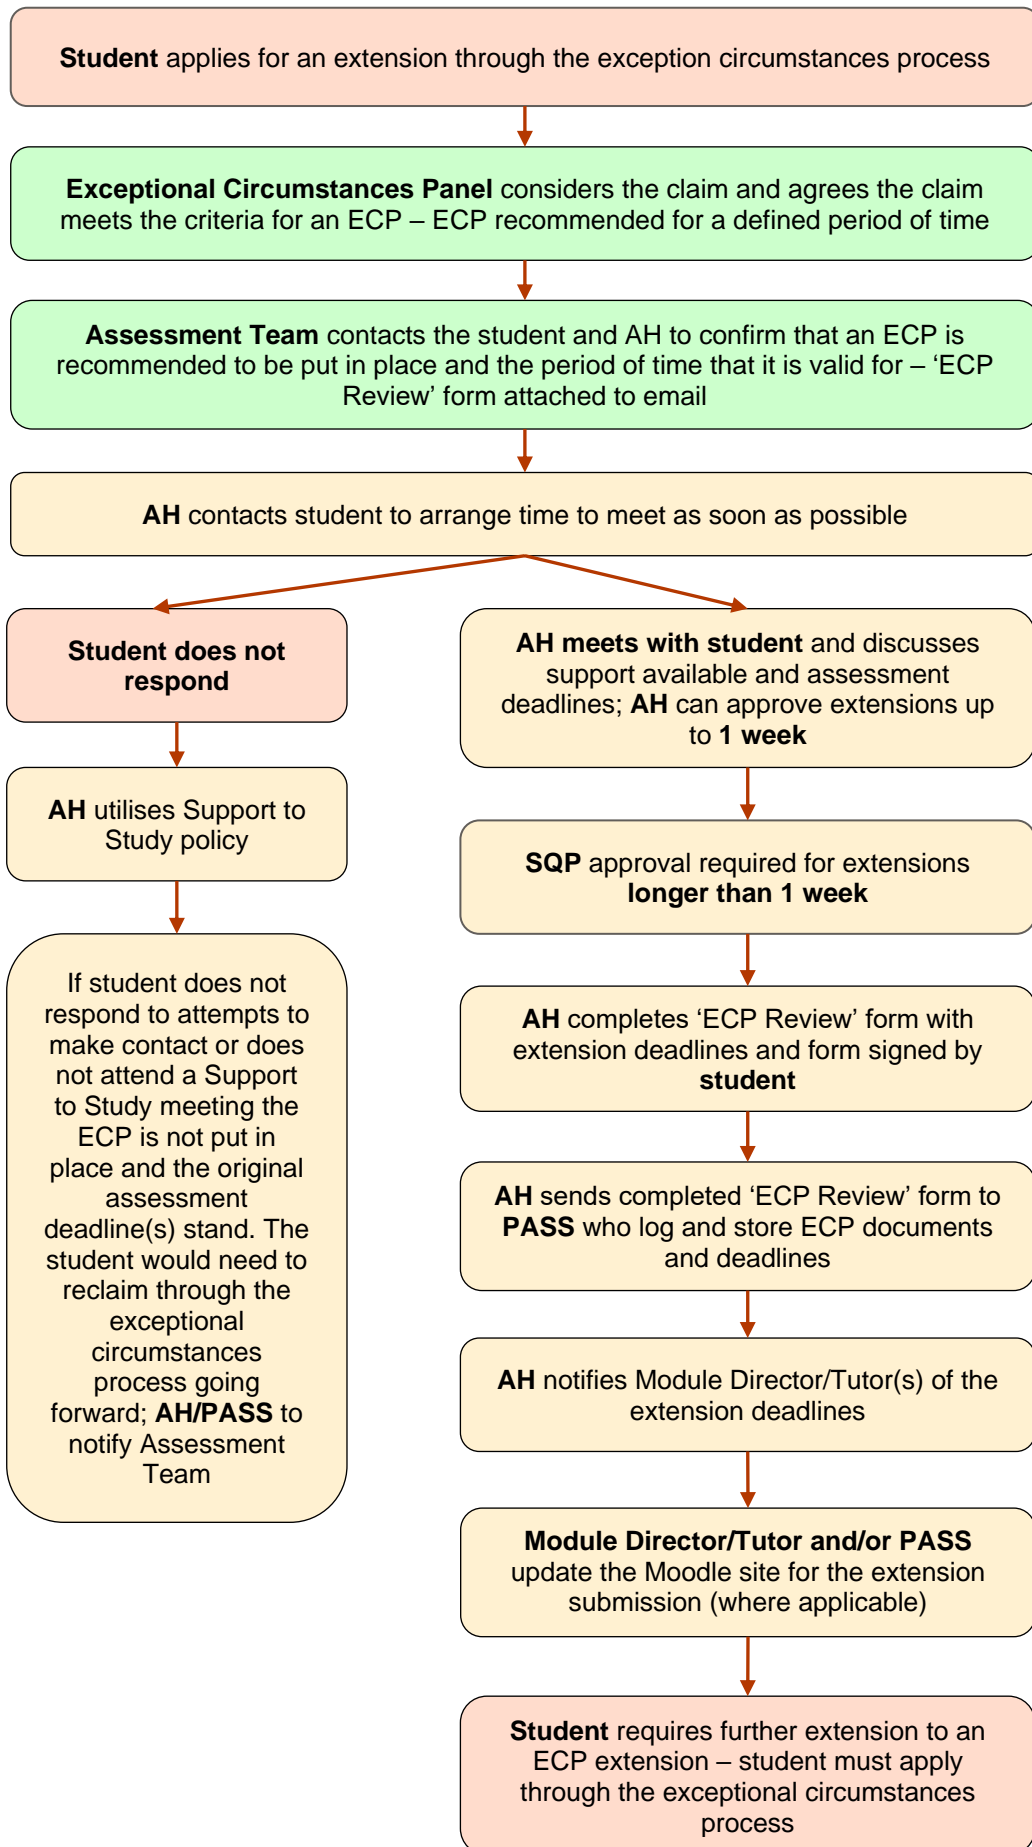 Student applies for an extension through the exception circumstances process
Exceptional Circumstances Panel considers the claim and agrees the claim
meets the criteria for an ECP – ECP recommended for a defined period of time
Assessment Team contacts the student and AH to confirm that an ECP is
recommended to be put in place and the period of time that it is valid for – ‘ECP
Review’ form attached to email
AH contacts student to arrange time to meet as soon as possible
Student does not
respond
AH utilises Support to
Study policy
If student does not
respond to attempts to
make contact or does
not attend a Support
to Study meeting the
ECP is not put in
place and the original
assessment
deadline(s) stand. The
student would need to
reclaim through the
exceptional
circumstances
process going
forward; AH/PASS to
notify Assessment
Team
AH meets with student and discusses
support available and assessment
deadlines; AH can approve extensions up
to 1 week
SQP approval required for extensions
longer than 1 week
AH completes ‘ECP Review’ form with
extension deadlines and form signed by
student
AH sends completed ‘ECP Review’ form to
PASS who log and store ECP documents
and deadlines
AH notifies Module Director/Tutor(s) of the
extension deadlines
Module Director/Tutor and/or PASS
update the Moodle site for the extension
submission (where applicable)
Student requires further extension to an
ECP extension – student must apply
through the exceptional circumstances
process